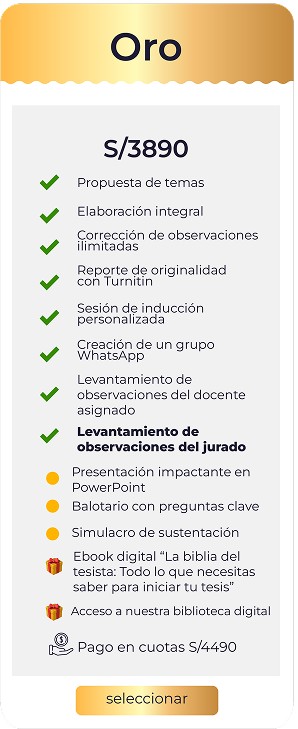 Oro
S/3890
Propuesta de temas
Elaboración integral
Corrección de observaciones
ilimitadas
Reporte de originalidad
con Turnitin
Sesión de inducción
personalizada
Creación de un grupo
WhatsApp
Levantamiento de
observaciones del docente
asignado
Levantamiento de
observaciones del jurado
Presentación impactante en
PowerPoint
Balotario con preguntas clave
Simulacro de sustentación
Ebook digital “La biblia del
tesista: Todo lo que necesitas
saber para iniciar tu tesis”
Acceso a nuestra biblioteca digital
Pago en cuotas S/4490
seleccionar